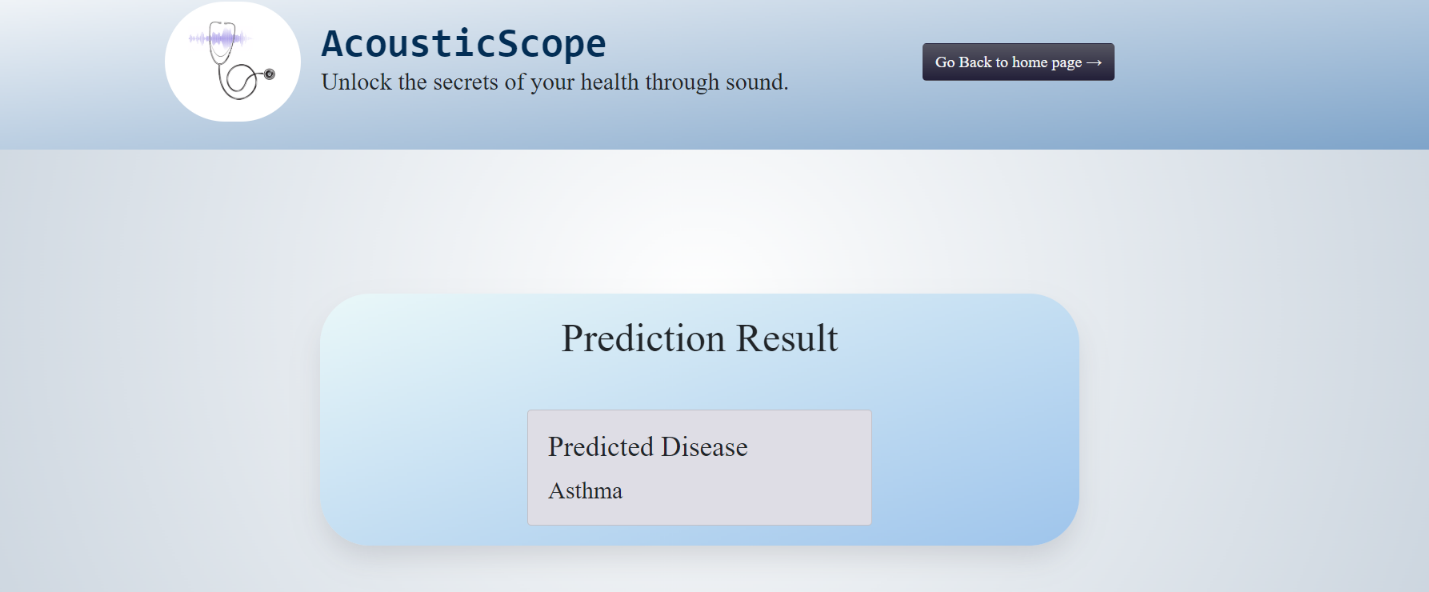 AcousticScope
Unlock the secrets of your health through sound.
Go Back to home page →
Prediction Result
Predicted Disease
Asthma